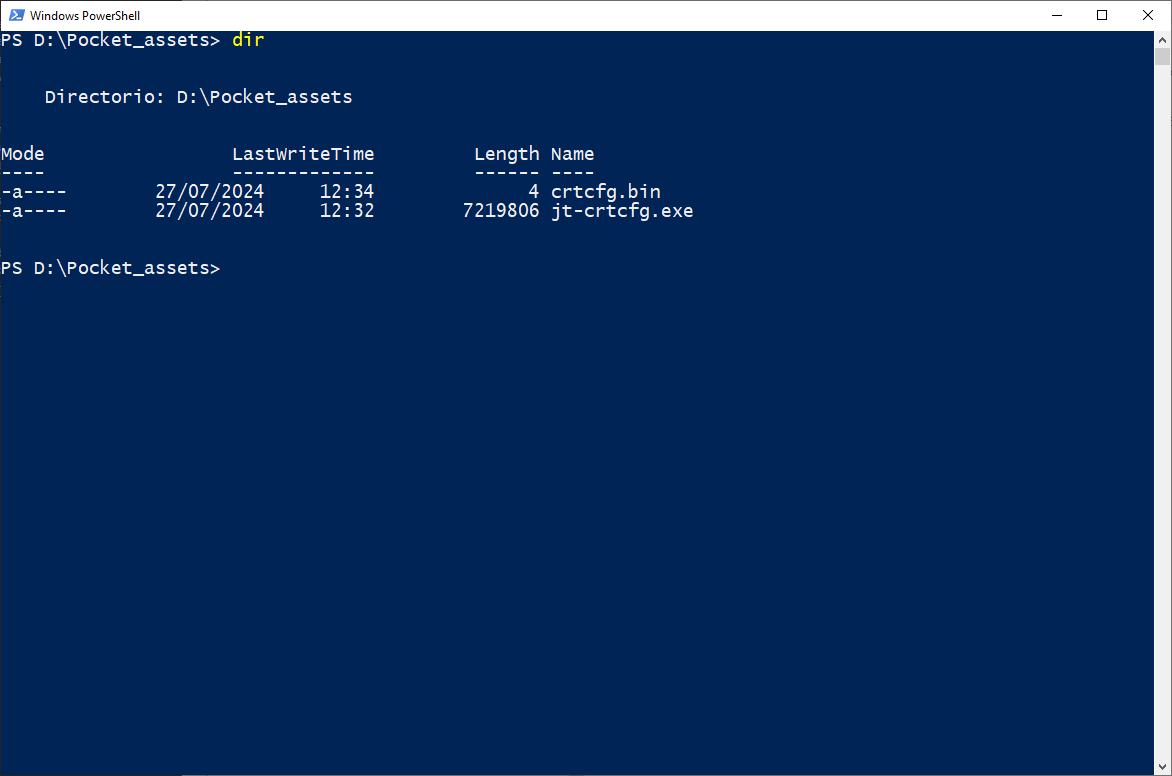 Windows PowerShell
PS D:\Pocket_assets> dir
Directorio: D:\Pocket_assets
Mode                 LastWriteTime         Length Name
----                 -------------         ------ ----
-a----        27/07/2024     12:34              4 crtcfg.bin
-a----        27/07/2024     12:32        7219806 jt-crtcfg.exe
PS D:\Pocket_assets>